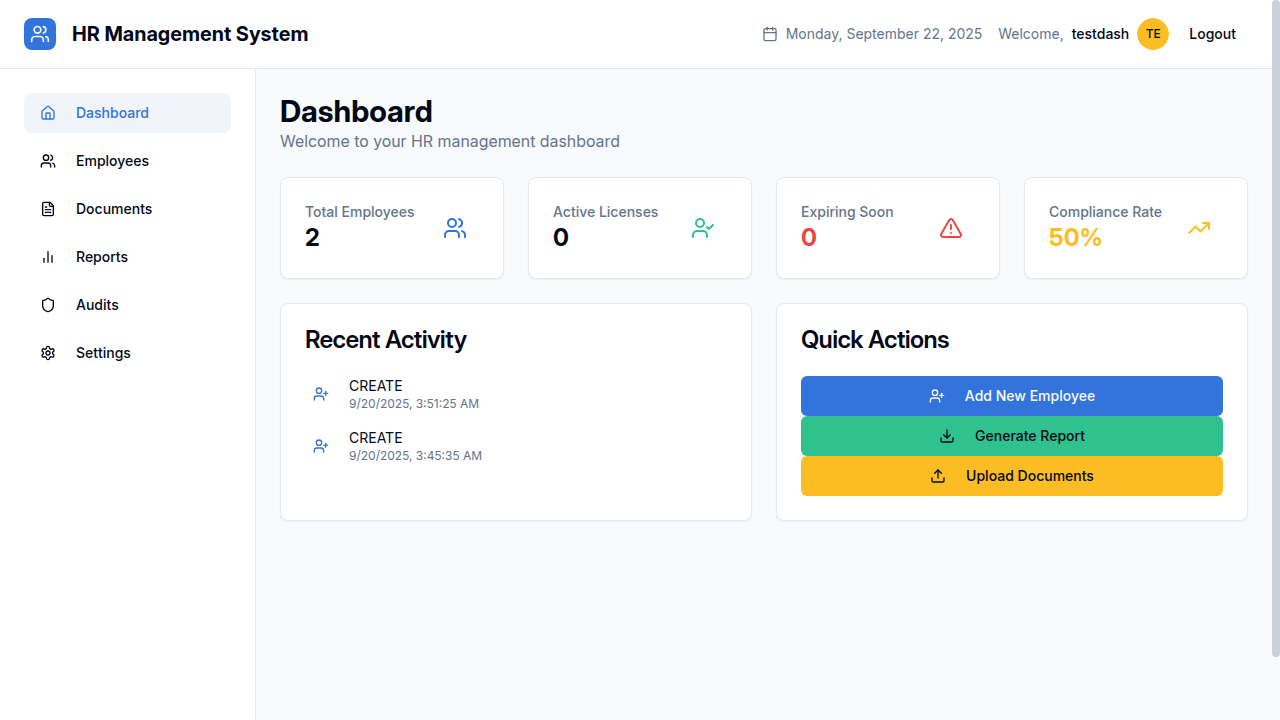 HR Management System
Monday, September 22, 2025
Welcome, testdash
TE
Logout
Dashboard
Employees
Documents
Reports
Audits
Settings
Dashboard
Welcome to your HR management dashboard
Total Employees
2
Active Licenses
0
Expiring Soon
0
Compliance Rate
50%
Recent Activity
CREATE
9/20/2025, 3:51:25 AM
CREATE
9/20/2025, 3:45:35 AM
Quick Actions
Add New Employee
Generate Report
Upload Documents